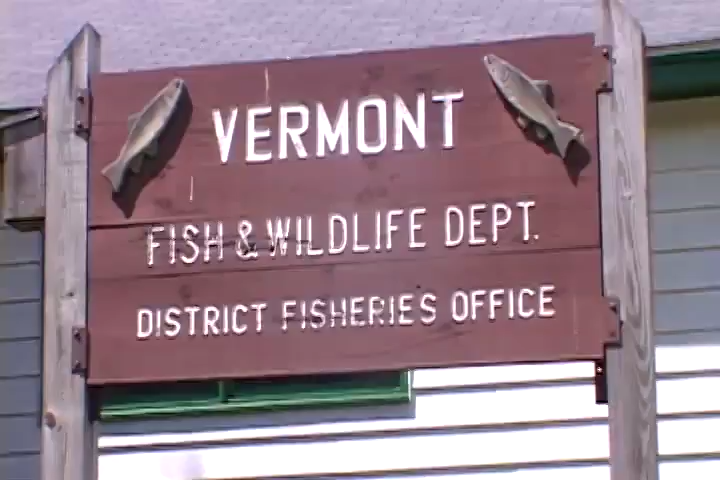 VERMONT
FISH & WILDLIFE DEPT.
DISTRICT FISHERIES OFFICE